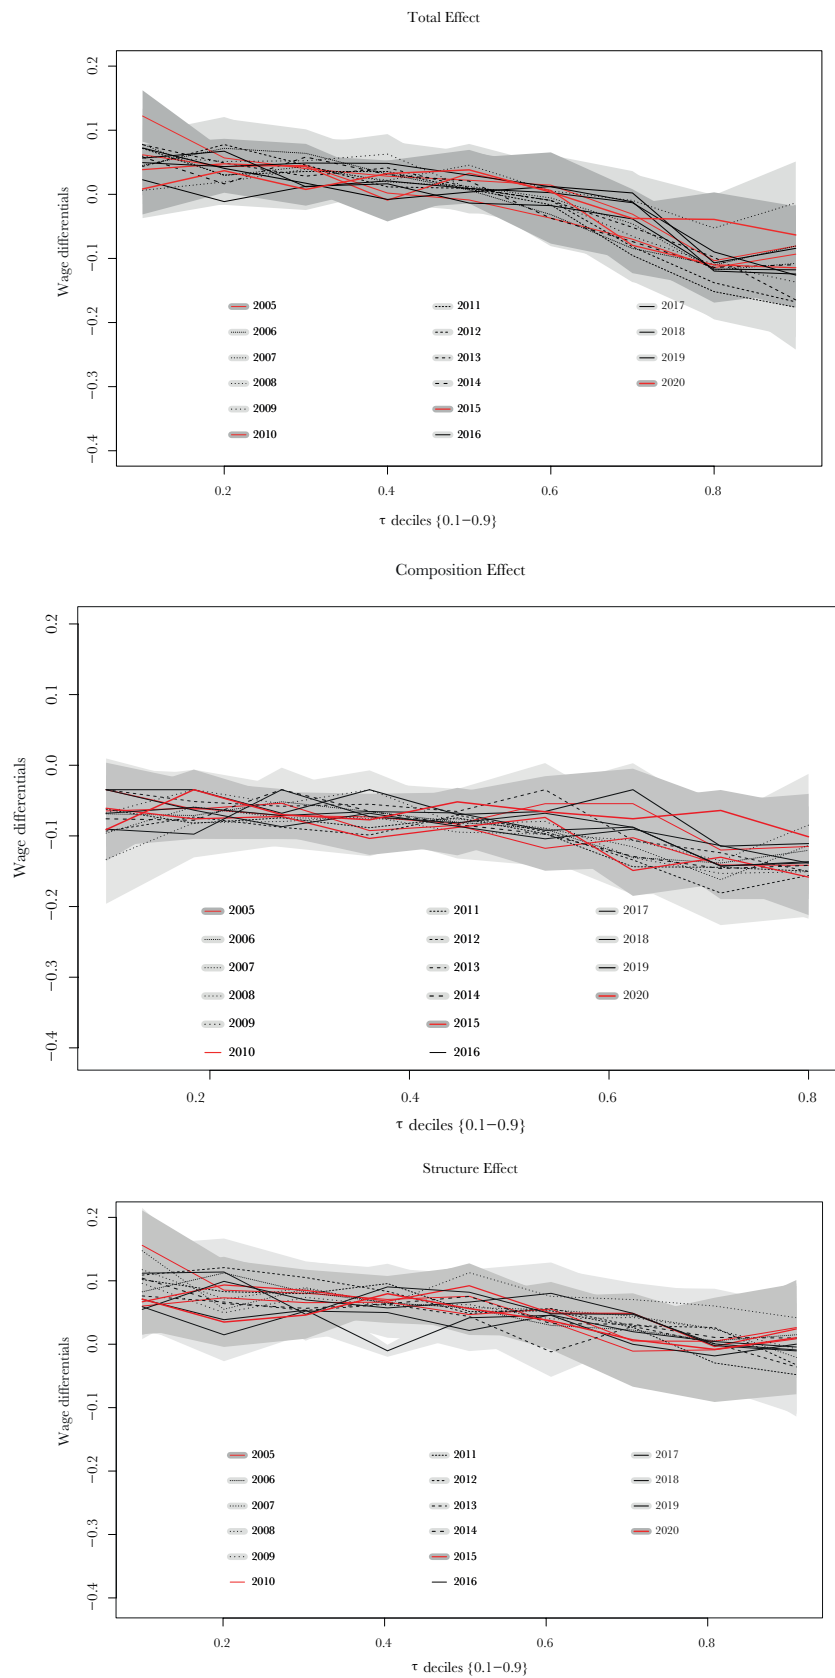 Total Effect
0.2
0.1
0.0
−0.1
−0.2
−0.3
−0.4
Wage differentials
2005 2011 2017
2006 2012 2018
2007 2013 2019
2008 2014 2020
2009 2015
2010 2016
0.2 0.4 0.6 0.8
τ deciles {0.1−0.9}
Composition Effect
0.2
0.1
0.0
−0.1
−0.2
−0.3
−0.4
Wage differentials
2005 2011 2017
2006 2012 2018
2007 2013 2019
2008 2014 2020
2009 2015
2010 2016
0.2 0.4 0.6 0.8
τ deciles {0.1−0.9}
Structure Effect
0.2
0.1
0.0
−0.1
−0.2
−0.3
−0.4
Wage differentials
2005 2011 2017
2006 2012 2018
2007 2013 2019
2008 2014 2020
2009 2015
2010 2016
0.2 0.4 0.6 0.8
τ deciles {0.1−0.9}